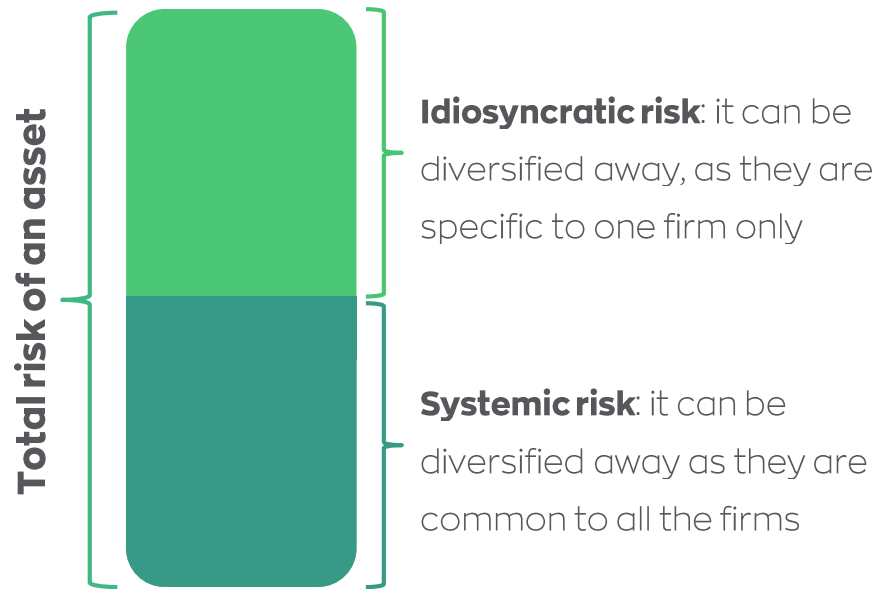 Total risk of an asset
Idiosyncratic risk: it can be
diversified away, as they are
specific to one firm only
Systemic risk: it can be
diversified away as they are
common to all the firms